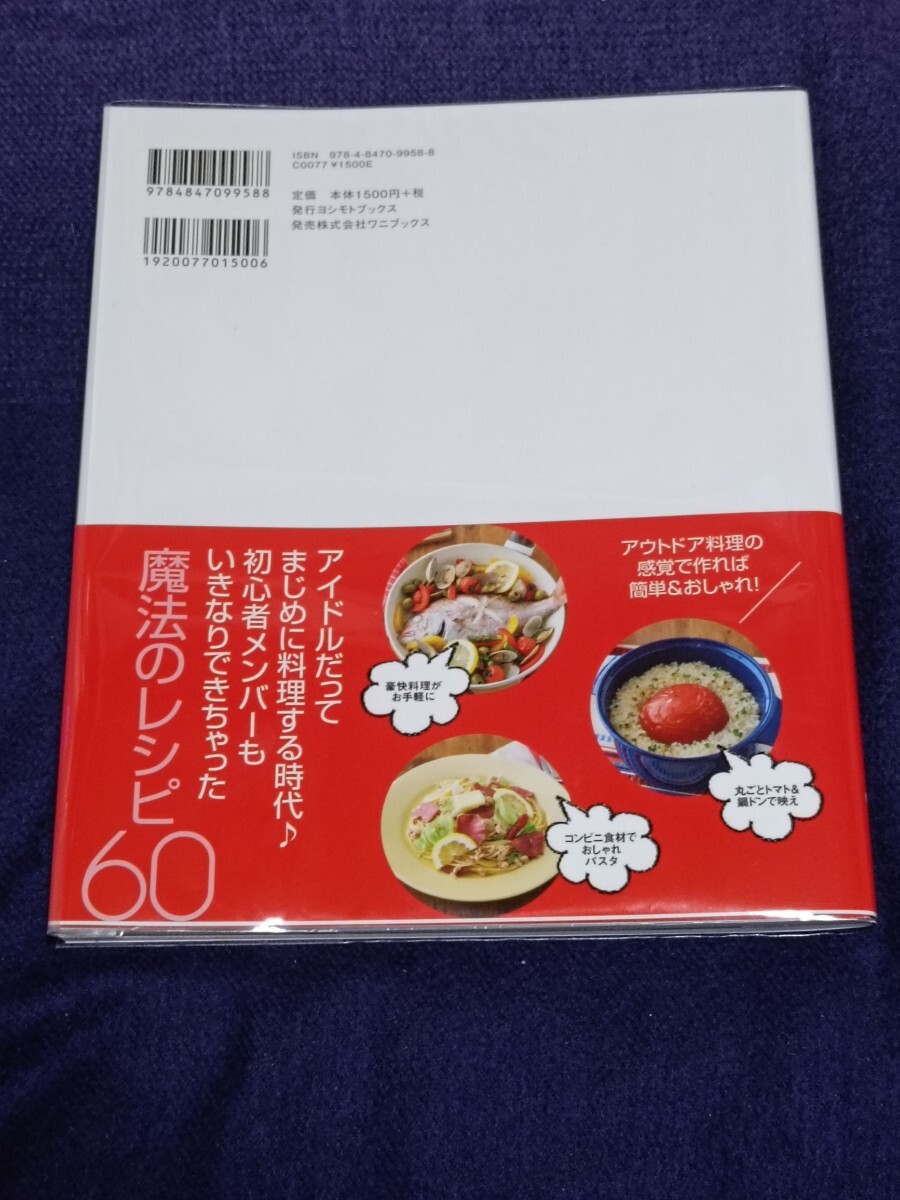 ISBN 978-4-8470-9958-8
C0077 ¥1500E
9784847099588
定価 本体1500円+税
発行ヨシモトブックス
発売株式会社ワニブックス
1920077015006
アウトドア料理の
感覚で作れば
簡単&おしゃれ!
アイドルだって
まじめに料理する時代♪
初心者メンバーも
いきなりできちゃった
魔法のレシピ
60
豪快料理が
お手軽に
丸ごとトマト&
鍋ドンで映え
コンビニ食材で
おしゃれ
パスタ